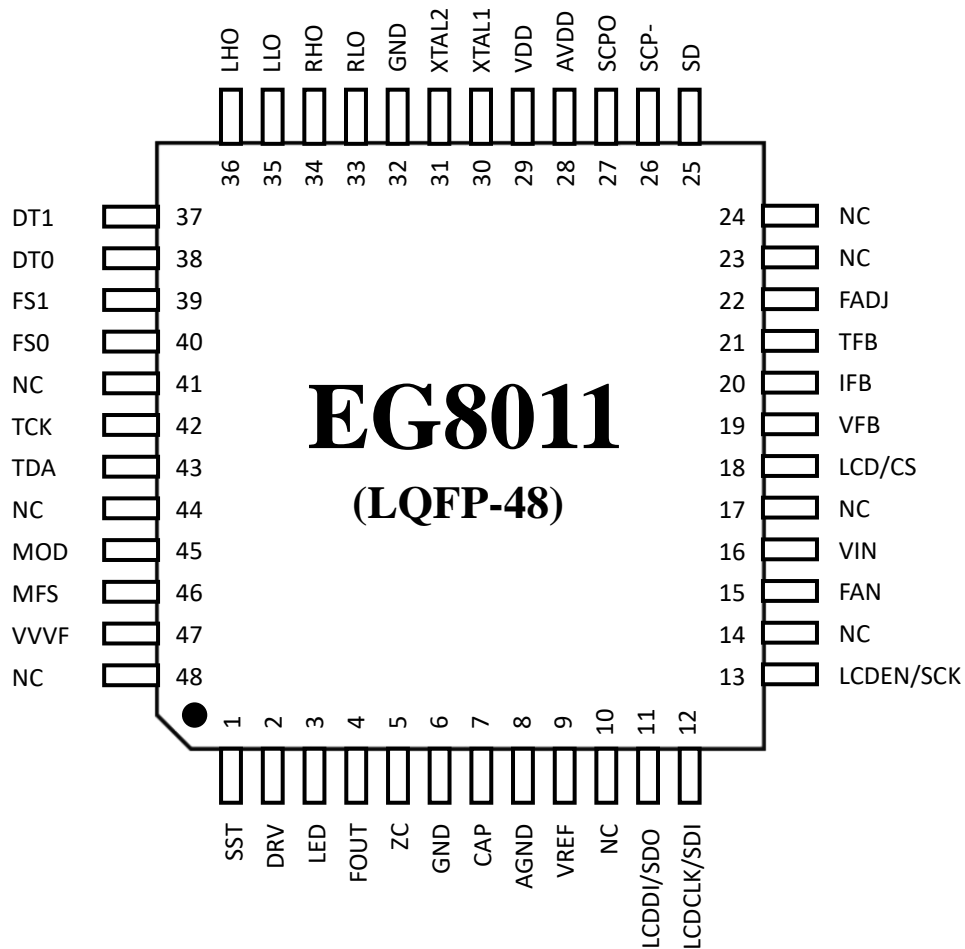 LHO
LLO
RHO
RLO
GND
XTAL2
XTAL1
VDD
AVDD
SCPO
SCP-
SD
36
35
34
33
32
31
30
29
28
27
26
25
DT1 37
DT0 38
FS1 39
FS0 40
NC 41
TCK 42
TDA 43
NC 44
MOD 45
MFS 46
VVVF 47
NC 48
EG8011
(LQFP-48)
24 NC
23 NC
22 FADJ
21 TFB
20 IFB
19 VFB
18 LCD/CS
17 NC
16 VIN
15 FAN
14 NC
13 LCDEN/SCK
1
2
3
4
5
6
7
8
9
10
11
12
SST
DRV
LED
FOUT
ZC
GND
CAP
AGND
VREF
NC
LCDDI/SDO
LCDCLK/SDI